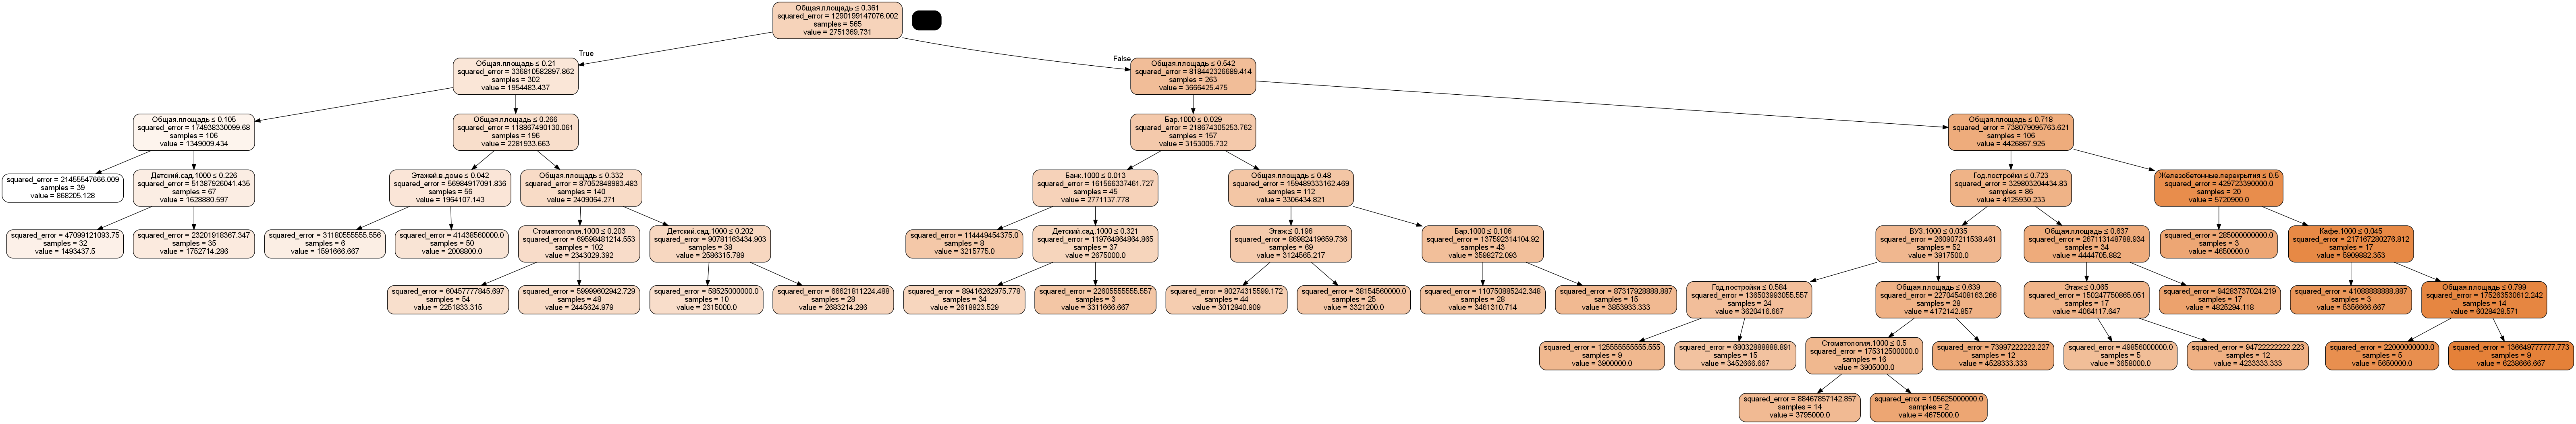 Общая.площадь ≤ 0.361
squared_error = 1290199147076.002
samples = 565
value = 2751369.731
True
False
Общая.площадь ≤ 0.21
squared_error = 336810582897.862
samples = 302
value = 1954483.437
Общая.площадь ≤ 0.542
squared_error = 818442326689.414
samples = 263
value = 3666425.475
Общая.площадь ≤ 0.105
squared_error = 174938330099.68
samples = 106
value = 1349009.434
Общая.площадь ≤ 0.266
squared_error = 118867490130.061
samples = 196
value = 2281933.663
Бар.1000 ≤ 0.029
squared_error = 218674305253.762
samples = 157
value = 3153005.732
Общая.площадь ≤ 0.718
squared_error = 738079095763.621
samples = 106
value = 4426867.925
squared_error = 21455547666.009
samples = 39
value = 868205.128
Детский.сад.1000 ≤ 0.226
squared_error = 51387926041.435
samples = 67
value = 1628880.597
Этажей.в.доме ≤ 0.042
squared_error = 56984917091.836
samples = 56
value = 1964107.143
Общая.площадь ≤ 0.332
squared_error = 87052848983.483
samples = 140
value = 2409064.271
Банк.1000 ≤ 0.013
squared_error = 161566337461.727
samples = 45
value = 2771137.778
Общая.площадь ≤ 0.48
squared_error = 159489333162.469
samples = 112
value = 3306434.821
Год.постройки ≤ 0.723
squared_error = 329803204434.83
samples = 86
value = 4125930.233
Железобетонные.перекрытия ≤ 0.5
squared_error = 429723390000.0
samples = 20
value = 5720900.0
squared_error = 47099121093.75
samples = 32
value = 1493437.5
squared_error = 23201918367.347
samples = 35
value = 1752714.286
squared_error = 31180555555.556
samples = 6
value = 1591666.667
squared_error = 41438560000.0
samples = 50
value = 2008800.0
Стоматология.1000 ≤ 0.203
squared_error = 69598481214.553
samples = 102
value = 2343029.392
Детский.сад.1000 ≤ 0.202
squared_error = 90781163434.903
samples = 38
value = 2586315.789
squared_error = 114449454375.0
samples = 8
value = 3215775.0
Детский.сад.1000 ≤ 0.321
squared_error = 119764864864.865
samples = 37
value = 2675000.0
Этаж ≤ 0.196
squared_error = 86982419659.736
samples = 69
value = 3124565.217
Бар.1000 ≤ 0.106
squared_error = 137592314104.92
samples = 43
value = 3598272.093
ВУЗ.1000 ≤ 0.035
squared_error = 260907211538.461
samples = 52
value = 3917500.0
Общая.площадь ≤ 0.637
squared_error = 267113148788.934
samples = 34
value = 4444705.882
squared_error = 285000000000.0
samples = 3
value = 4650000.0
Кафе.1000 ≤ 0.045
squared_error = 217167280276.812
samples = 17
value = 5909882.353
squared_error = 60457777845.697
samples = 54
value = 2251833.315
squared_error = 59999602942.729
samples = 48
value = 2445624.979
squared_error = 58525000000.0
samples = 10
value = 2315000.0
squared_error = 66621811224.488
samples = 28
value = 2683214.286
squared_error = 89416262975.778
samples = 34
value = 2618823.529
squared_error = 22605555555.557
samples = 3
value = 3311666.667
squared_error = 80274315599.172
samples = 44
value = 3012840.909
squared_error = 38154560000.0
samples = 25
value = 3321200.0
squared_error = 110750885242.348
samples = 28
value = 3461310.714
squared_error = 87317928888.887
samples = 15
value = 3853933.333
Год.постройки ≤ 0.584
squared_error = 136503993055.557
samples = 24
value = 3620416.667
Общая.площадь ≤ 0.639
squared_error = 227045408163.266
samples = 28
value = 4172142.857
Этаж ≤ 0.065
squared_error = 150247750865.051
samples = 17
value = 4064117.647
squared_error = 94283737024.219
samples = 17
value = 4825294.118
squared_error = 41088888888.887
samples = 3
value = 5356666.667
Общая.площадь ≤ 0.799
squared_error = 175263530612.242
samples = 14
value = 6028428.571
squared_error = 125555555555.555
samples = 9
value = 3900000.0
squared_error = 68032888888.891
samples = 15
value = 3452666.667
Стоматология.1000 ≤ 0.5
squared_error = 175312500000.0
samples = 16
value = 3905000.0
squared_error = 73997222222.227
samples = 12
value = 4528333.333
squared_error = 49856000000.0
samples = 5
value = 3658000.0
squared_error = 94722222222.223
samples = 12
value = 4233333.333
squared_error = 22000000000.0
samples = 5
value = 5650000.0
squared_error = 136649777777.773
samples = 9
value = 6238666.667
squared_error = 88467857142.857
samples = 14
value = 3795000.0
squared_error = 105625000000.0
samples = 2
value = 4675000.0